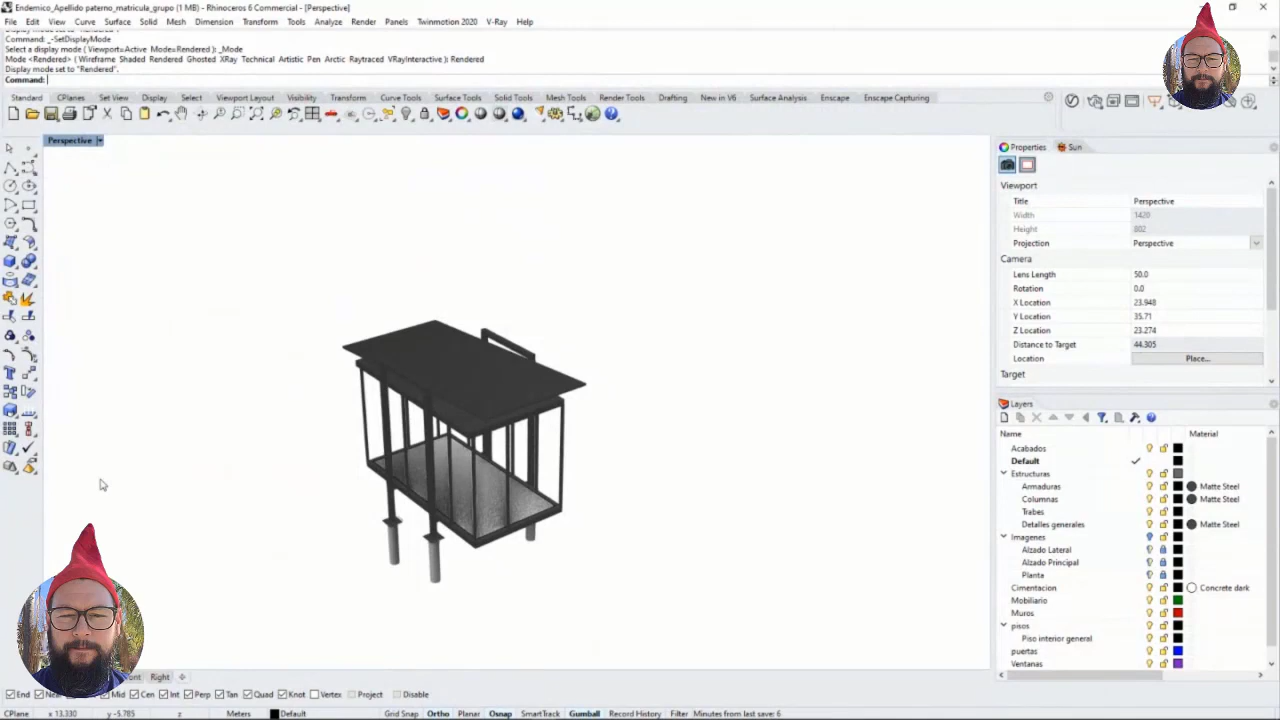 Endemico_Apellido paterno_matricula_grupo (1 MB) - Rhinoceros 6 Commercial - [Perspective]
File Edit View Curve Surface Solid Mesh Dimension Transform Tools Analyze Render Panels Twinmotion 2020 V-Ray Help
Command: _-SetDisplayMode
Select a display mode ( Viewport=Active Mode=Rendered ): _Mode
Mode <Rendered> ( Wireframe Shaded Rendered Ghosted XRay Technical Artistic Pen Arctic Raytraced VRayInteractive ): Rendered
Display mode set to "Rendered".
Command:
Standard CPlanes Set View Display Select Viewport Layout Visibility Transform Curve Tools Surface Tools Solid Tools Mesh Tools Render Tools Drafting New in V6 Surface Analysis Enscape Enscape Capturing
Perspective
Properties Sun
Viewport
Title Perspective
Width 1420
Height 802
Projection Perspective
Camera
Lens Length 50.0
Rotation 0.0
X Location 23.948
Y Location 35.71
Z Location 23.274
Distance to Target 44.305
Location Place...
Target
Layers
Name Material
Acabados
Default
Estructuras
Armaduras Matte Steel
Columnas Matte Steel
Trabes
Detalles generales Matte Steel
Imagenes
Alzado Lateral
Alzado Principal
Planta
Cimentacion Concrete dark
Mobiliario
Muros
pisos
Piso interior general
puertas
Ventanas
Right
End Mid Cen Int Perp Tan Quad Knot Vertex Project Disable
CPlane x 13.330 y -5.785 z Meters Default Grid Snap Ortho Planar Osnap SmartTrack Gumball Record History Filter Minutes from last save: 6